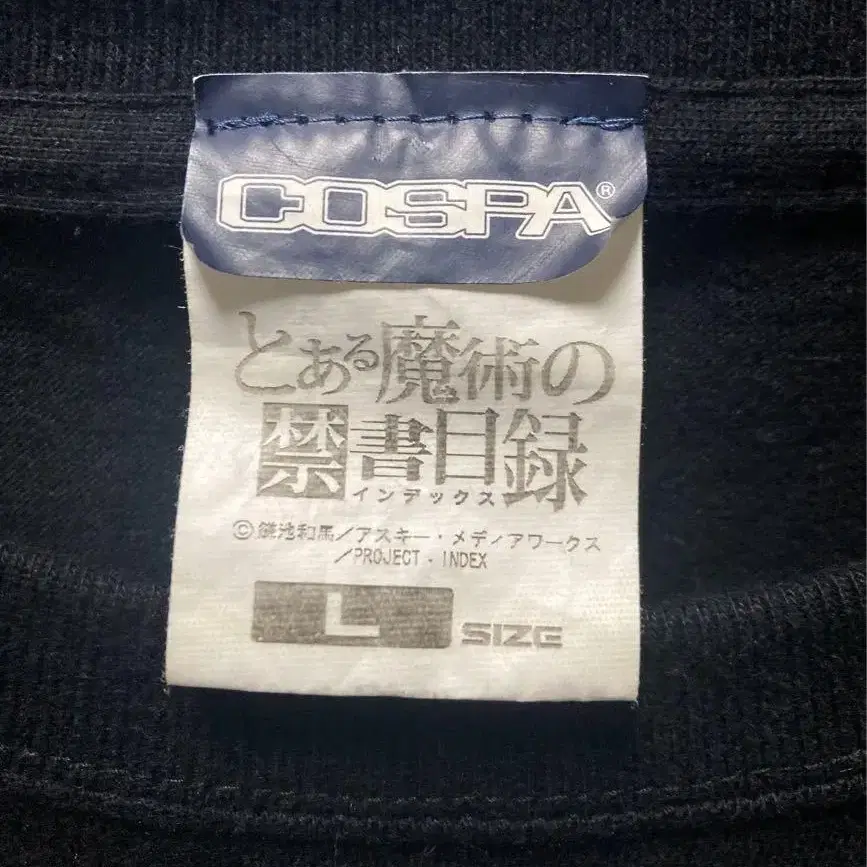 COSPA®
とある魔術の
禁書目録
インデックス
©鎌池和馬/アスキー・メディアワークス
/PROJECT-INDEX
L SIZE